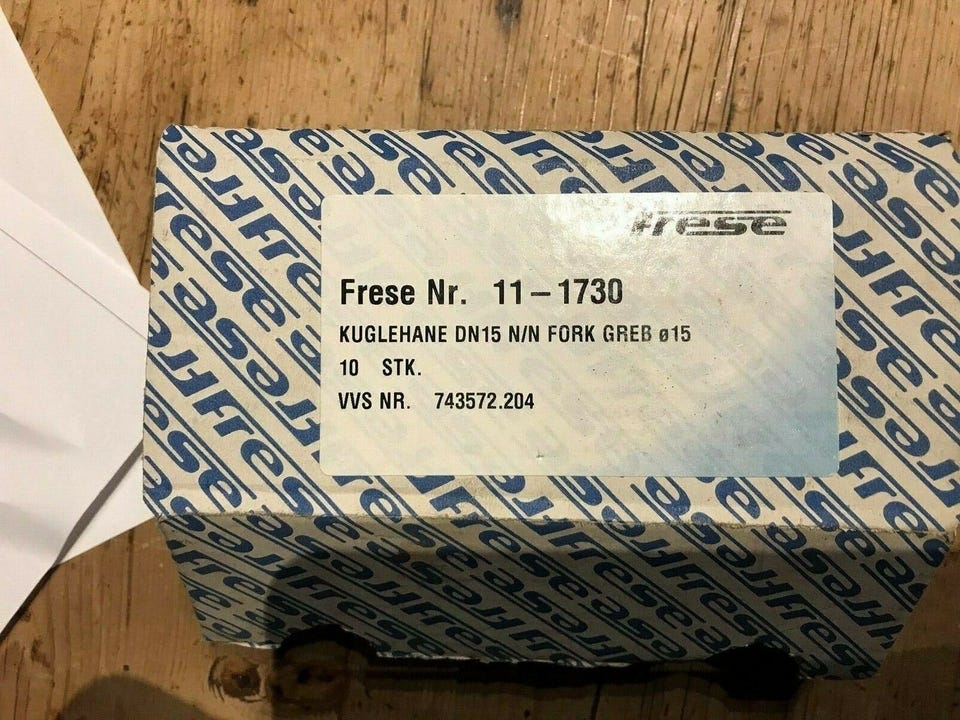 frese
Frese Nr. 11-1730
KUGLEHANE DN15 N/N FORK GREB ø15
10 STK.
VVS NR. 743572.204